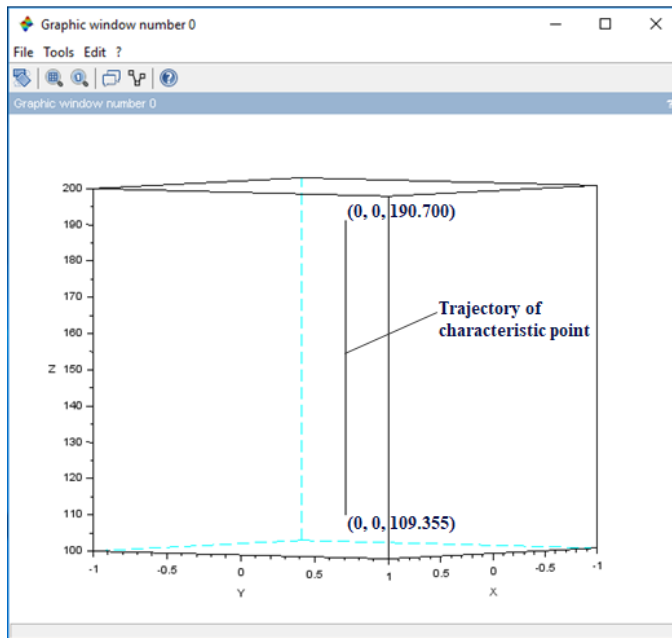 Graphic window number 0
File Tools Edit ?
Graphic window number 0
?
200
190
180
170
160
Z 150
140
130
120
110
100
(0, 0, 190.700)
Trajectory of
characteristic point
(0, 0, 109.355)
-1 -0.5 0 0.5 1 0.5 0 -0.5 -1
Y X